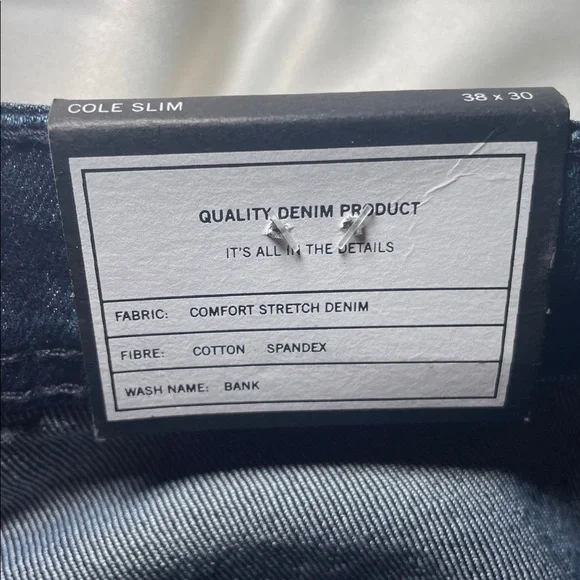 COLE SLIM 38 x 30
QUALITY DENIM PRODUCT
IT'S ALL IN THE DETAILS
FABRIC: COMFORT STRETCH DENIM
FIBRE: COTTON SPANDEX
WASH NAME: BANK